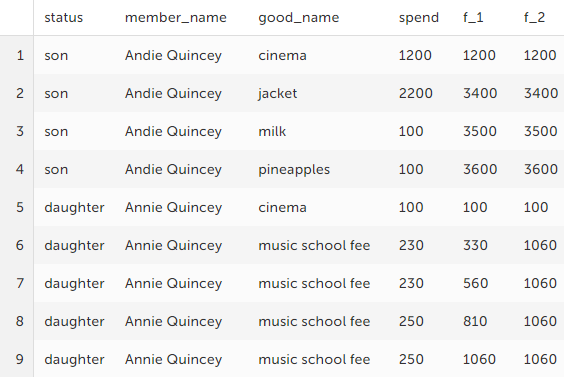 status member_name good_name spend f_1 f_2
1 son Andie Quincey cinema 1200 1200 1200
2 son Andie Quincey jacket 2200 3400 3400
3 son Andie Quincey milk 100 3500 3500
4 son Andie Quincey pineapples 100 3600 3600
5 daughter Annie Quincey cinema 100 100 100
6 daughter Annie Quincey music school fee 230 330 1060
7 daughter Annie Quincey music school fee 230 560 1060
8 daughter Annie Quincey music school fee 250 810 1060
9 daughter Annie Quincey music school fee 250 1060 1060